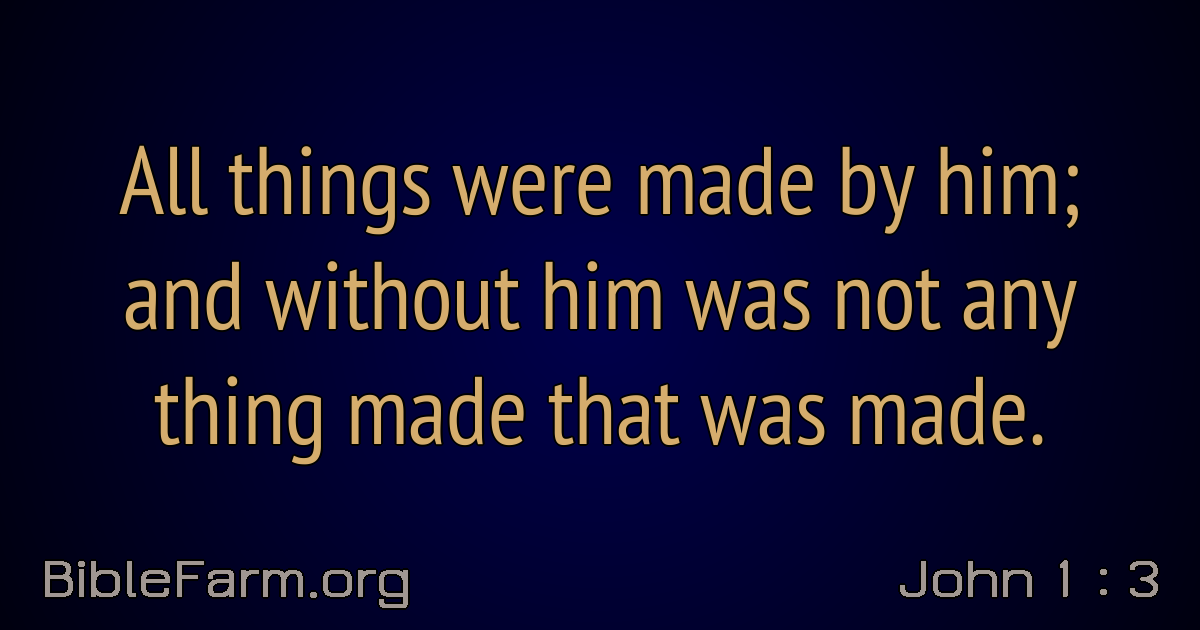 All things were made by him;
and without him was not any
thing made that was made.
BibleFarm.org
John 1 : 3